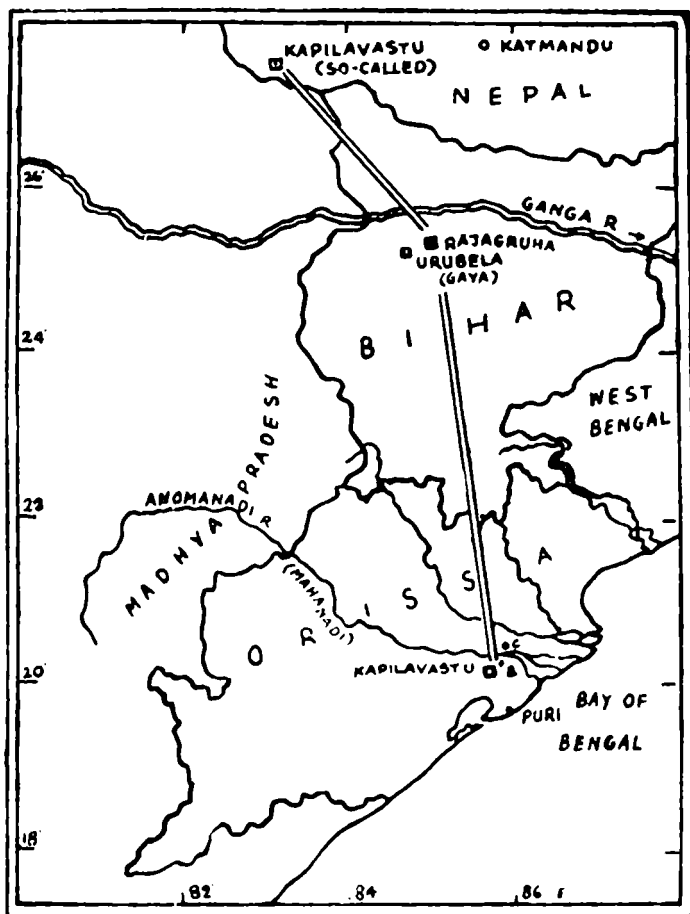 KAPILAVASTU
(SO-CALLED)
KATMANDU
NEPAL
26°
GANGA R
RAJAGRUHA
URUBELA
(GAYA)
BIHAR
24°
WEST
BENGAL
MADHYA PRADESH
ANOMANADI R
(MAHANADI)
22°
ORISSA
C
KAPILAVASTU
B
20°
PURI
BAY OF
BENGAL
18°
82°
84
86 E